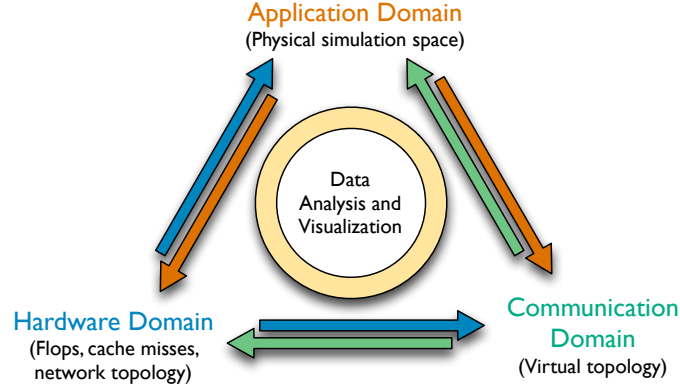 Application Domain
(Physical simulation space)
Data
Analysis and
Visualization
Hardware Domain
(Flops, cache misses,
network topology)
Communication
Domain
(Virtual topology)